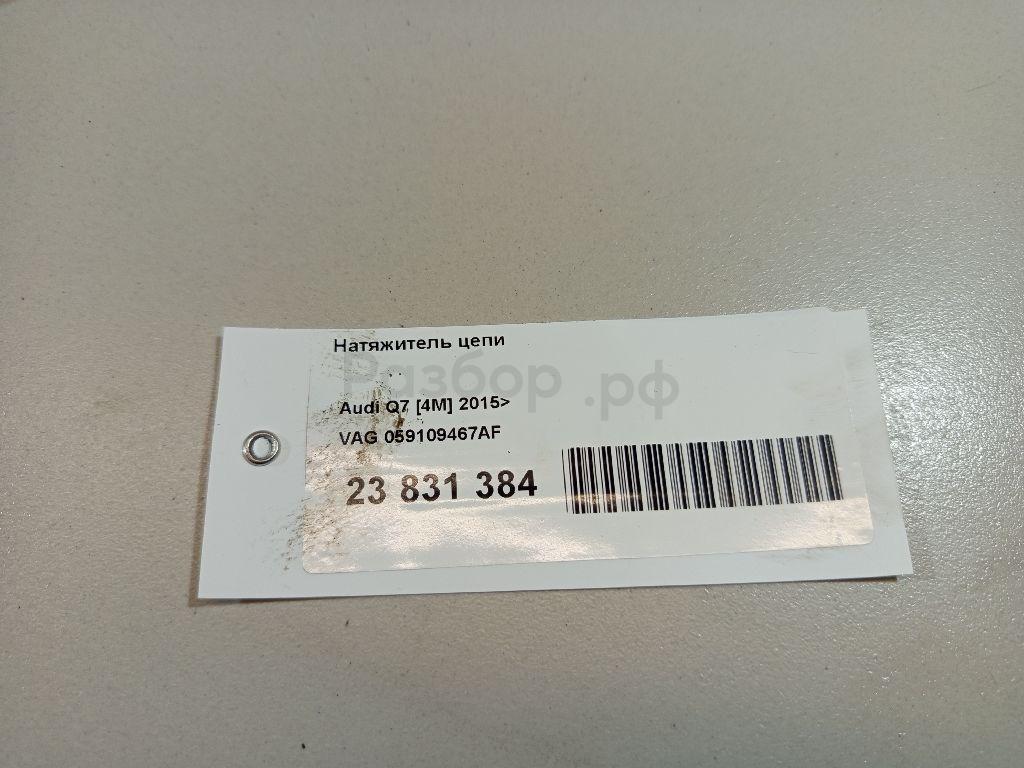 Натяжитель цепи
Разбор.рф
Audi Q7 [4M] 2015>
VAG 059109467AF
23 831 384